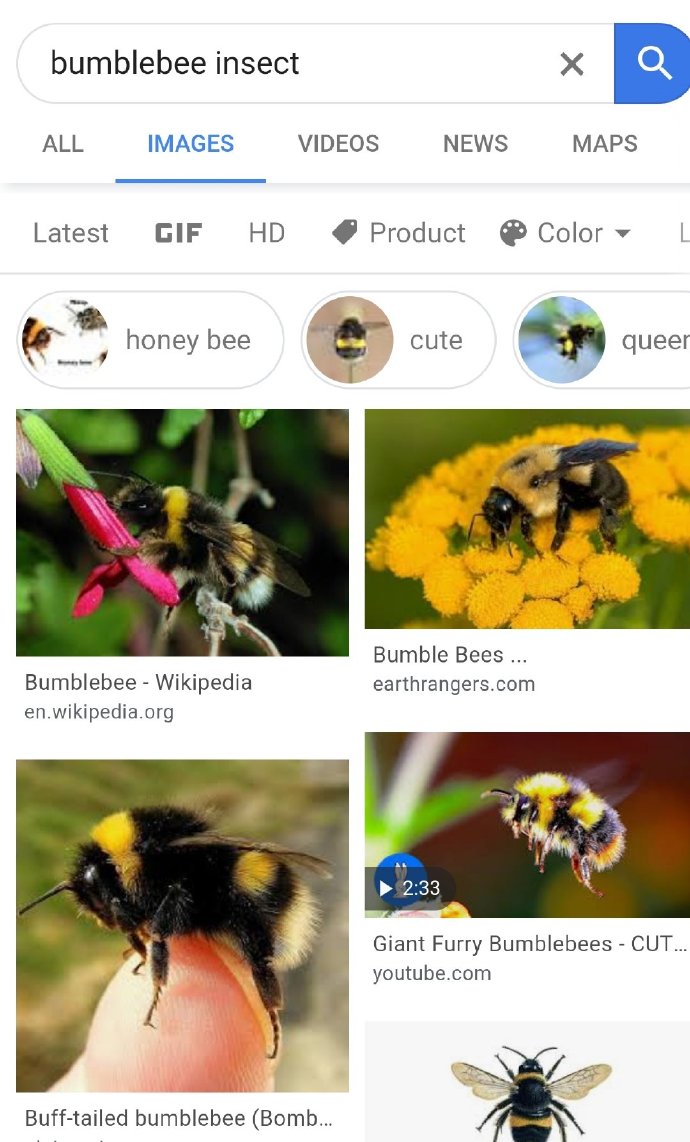 bumblebee insect
ALL IMAGES VIDEOS NEWS MAPS
Latest GIF HD Product Color
honey bee cute
Bumblebee - Wikipedia
en.wikipedia.org
Bumble Bees ...
earthrangers.com
2:33
Giant Furry Bumblebees - CUT...
youtube.com
Buff-tailed bumblebee (Bomb...